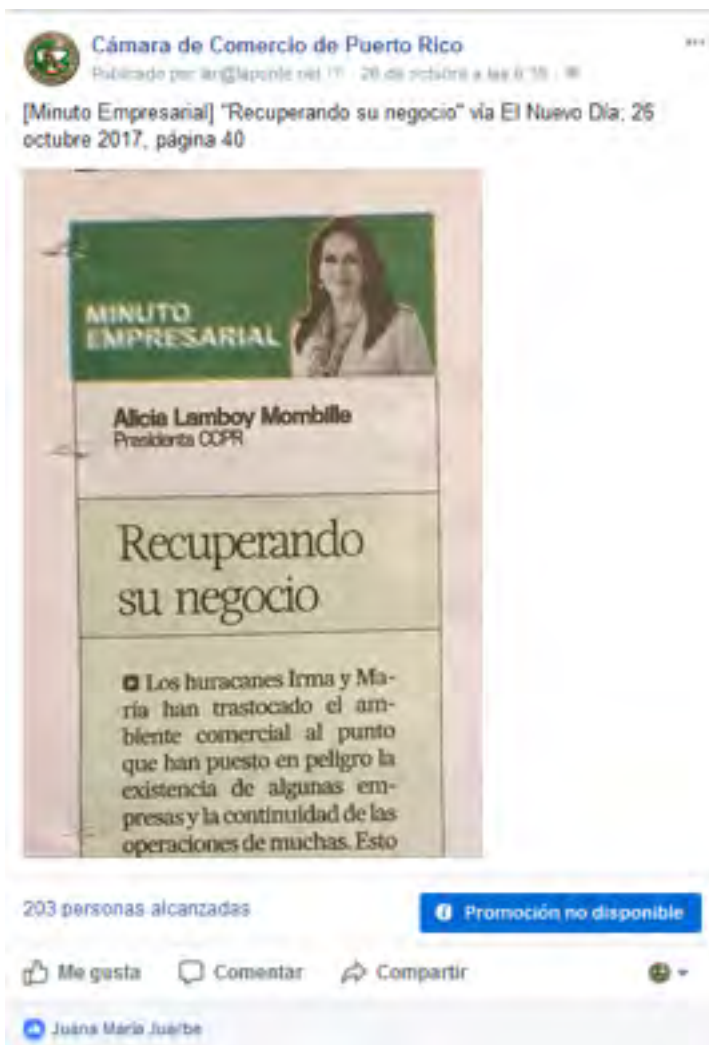 Cámara de Comercio de Puerto Rico
Publicado por
[Minuto Empresarial] "Recuperando su negocio" vía El Nuevo Día; 26
octubre 2017, página 40
MINUTO
EMPRESARIAL
Alicia Lamboy Mombille
Presidenta CCPR
Recuperando
su negocio
Los huracanes Irma y Ma-
ría han trastocado el am-
biente comercial al punto
que han puesto en peligro la
existencia de algunas em-
presas y la continuidad de las
operaciones de muchas. Esto
203 personas alcanzadas
Promoción no disponible
Me gusta
Comentar
Compartir
Juana María Juarbe